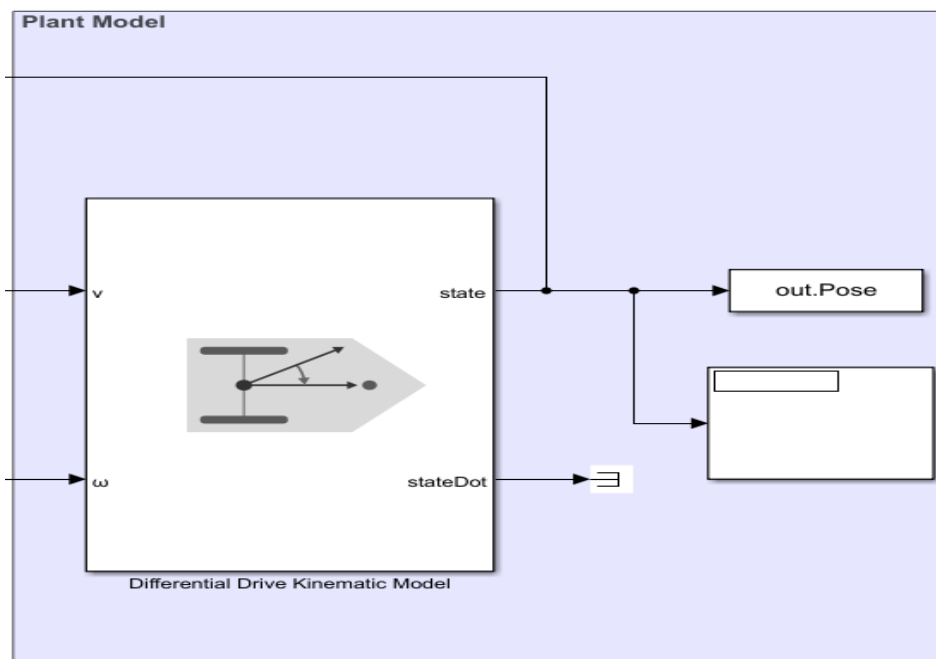 Plant Model
v
state
out.Pose
ω
stateDot
Differential Drive Kinematic Model